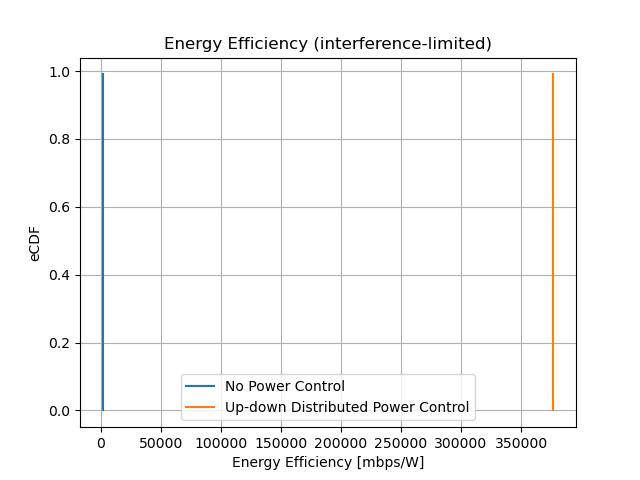 Energy Efficiency (interference-limited)
1.0
0.8
0.6
0.4
0.2
0.0
eCDF
No Power Control
Up-down Distributed Power Control
0 50000 100000 150000 200000 250000 300000 350000
Energy Efficiency [mbps/W]